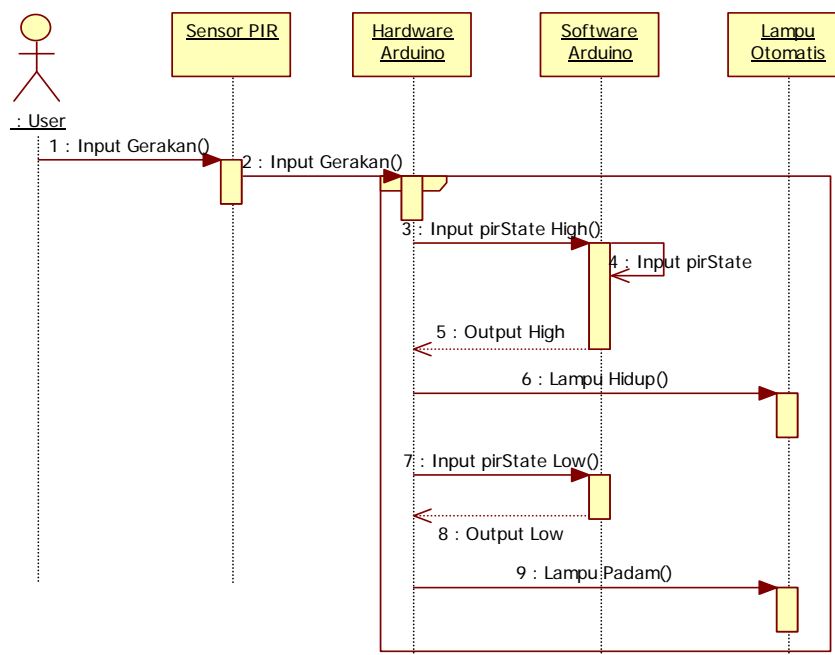 Sensor PIR
Hardware
Arduino
Software
Arduino
Lampu
Otomatis
: User
1 : Input Gerakan()
2 : Input Gerakan()
3 : Input pirState High()
4 : Input pirState
5 : Output High
6 : Lampu Hidup()
7 : Input pirState Low()
8 : Output Low
9 : Lampu Padam()